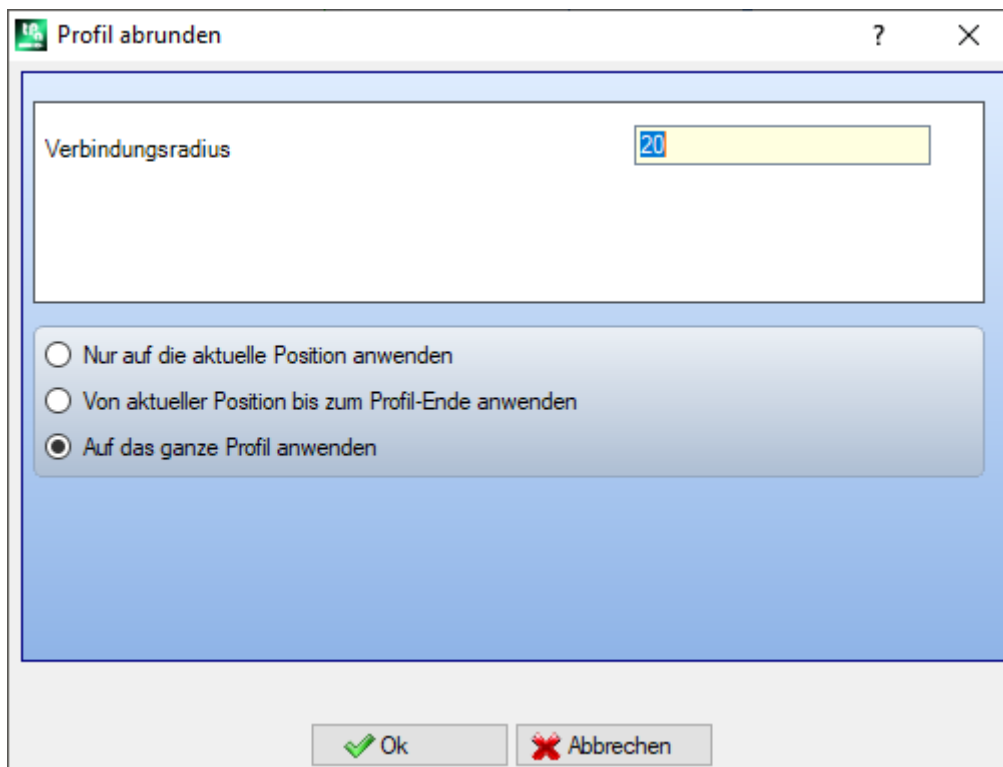 Profil abrunden
?
Verbindungsradius
20
Nur auf die aktuelle Position anwenden
Von aktueller Position bis zum Profil-Ende anwenden
Auf das ganze Profil anwenden
Ok
Abbrechen